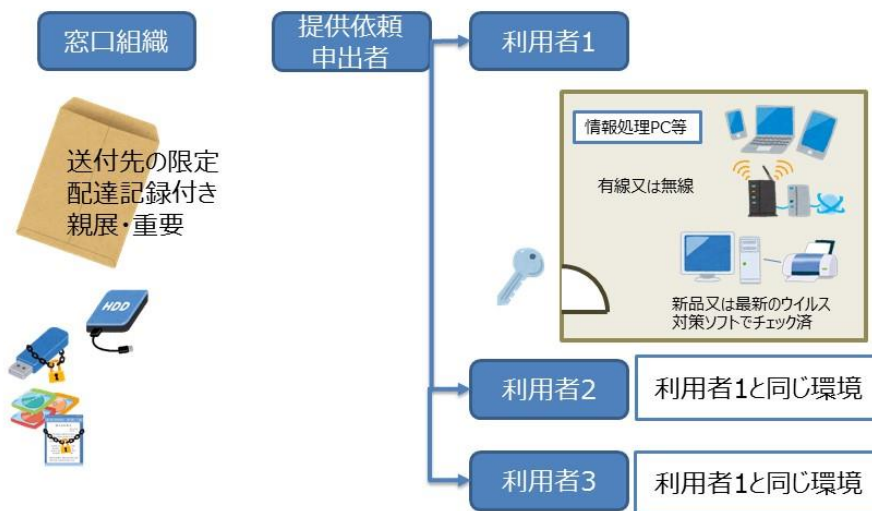 窓口組織
提供依頼
申出者
利用者1
送付先の限定
配達記録付き
親展・重要
情報処理PC等
有線又は無線
新品又は最新のウイルス
対策ソフトでチェック済
HDD
利用者2
利用者1と同じ環境
利用者3
利用者1と同じ環境